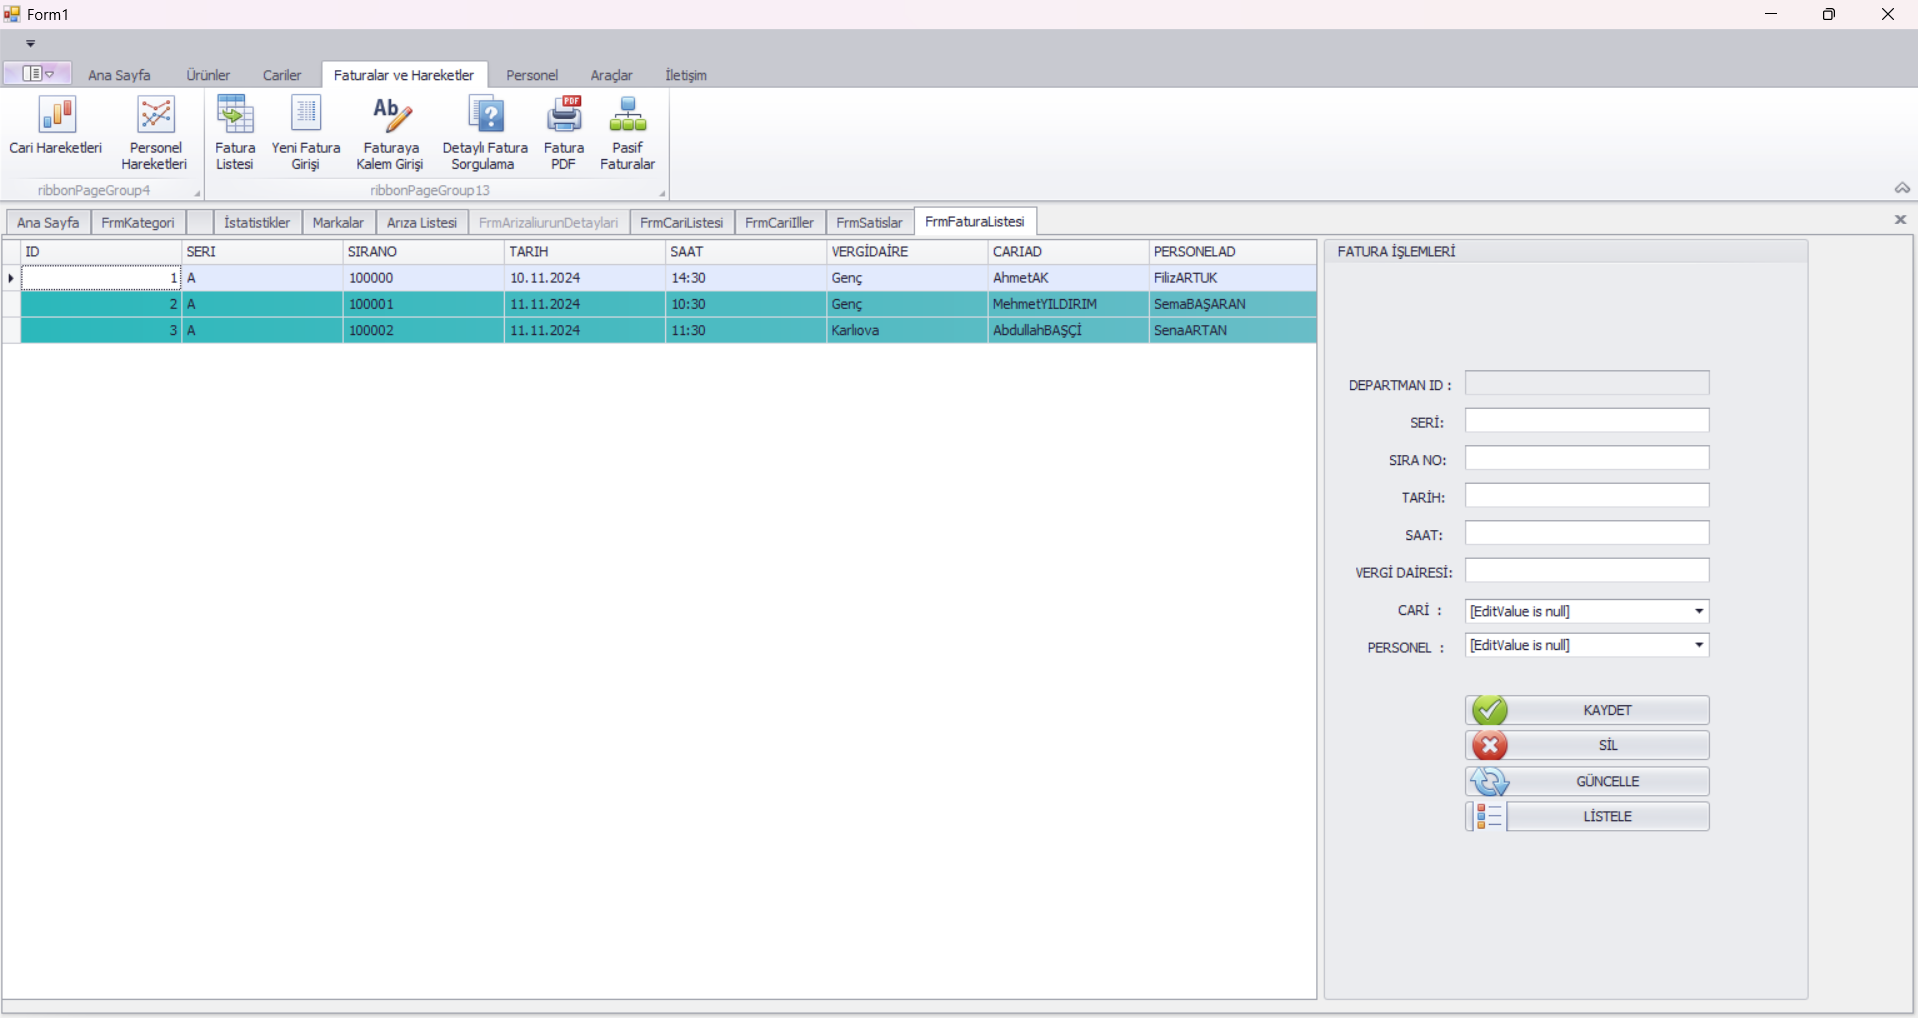 Form1
Ana Sayfa Ürünler Cariler Faturalar ve Hareketler Personel Araçlar İletişim
Cari Hareketleri
Personel
Hareketleri
Fatura
Listesi
Yeni Fatura
Girişi
Ab
Faturaya
Kalem Girişi
Detaylı Fatura
Sorgulama
PDF
Fatura
PDF
Pasif
Faturalar
ribbonPageGroup4 ribbonPageGroup13
Ana Sayfa FrmKategori İstatistikler Markalar Arıza Listesi FrmArizaliurunDetaylari FrmCariListesi FrmCariIller FrmSatislar FrmFaturaListesi
ID SERI SIRANO TARIH SAAT VERGİDAİRE CARIAD PERSONELAD
1 A 100000 10.11.2024 14:30 Genç AhmetAK FilizARTUK
2 A 100001 11.11.2024 10:30 Genç MehmetYILDIRIM SemaBAŞARAN
3 A 100002 11.11.2024 11:30 Karlıova AbdullahBAŞÇİ SenaARTAN
FATURA İŞLEMLERİ
DEPARTMAN ID :
SERİ:
SIRA NO:
TARİH:
SAAT:
VERGİ DAİRESİ:
CARİ : [EditValue is null]
PERSONEL : [EditValue is null]
KAYDET
SİL
GÜNCELLE
LİSTELE